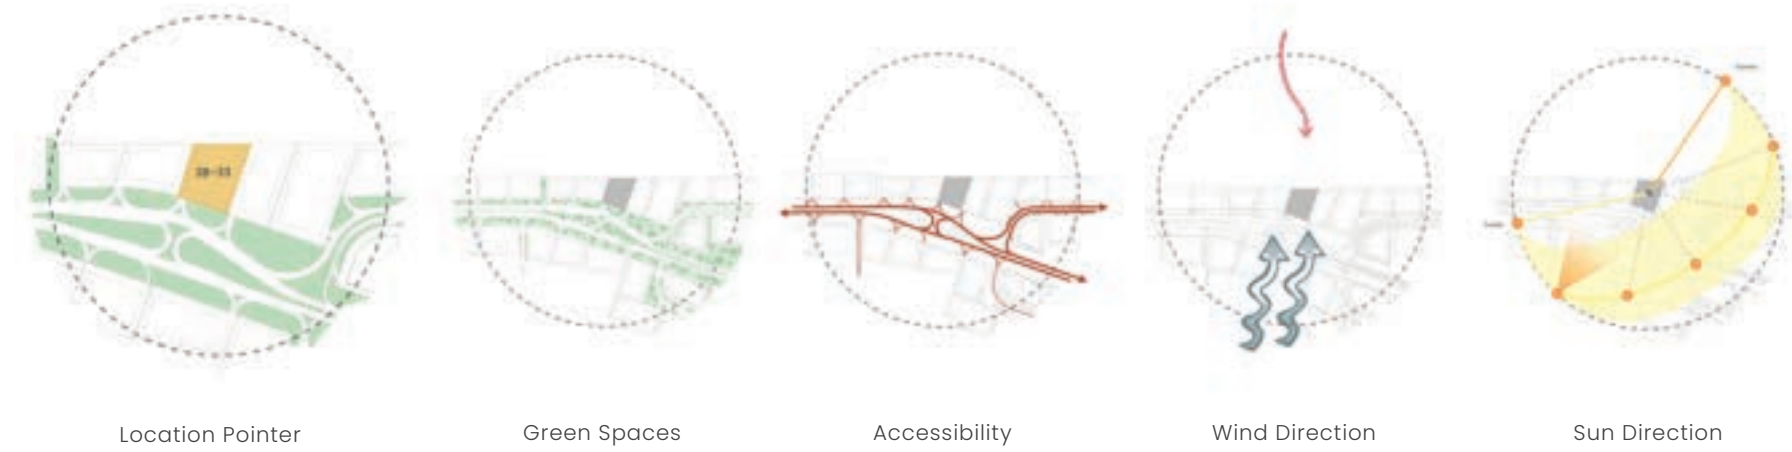 Location Pointer
Green Spaces
Accessibility
Wind Direction
Sun Direction